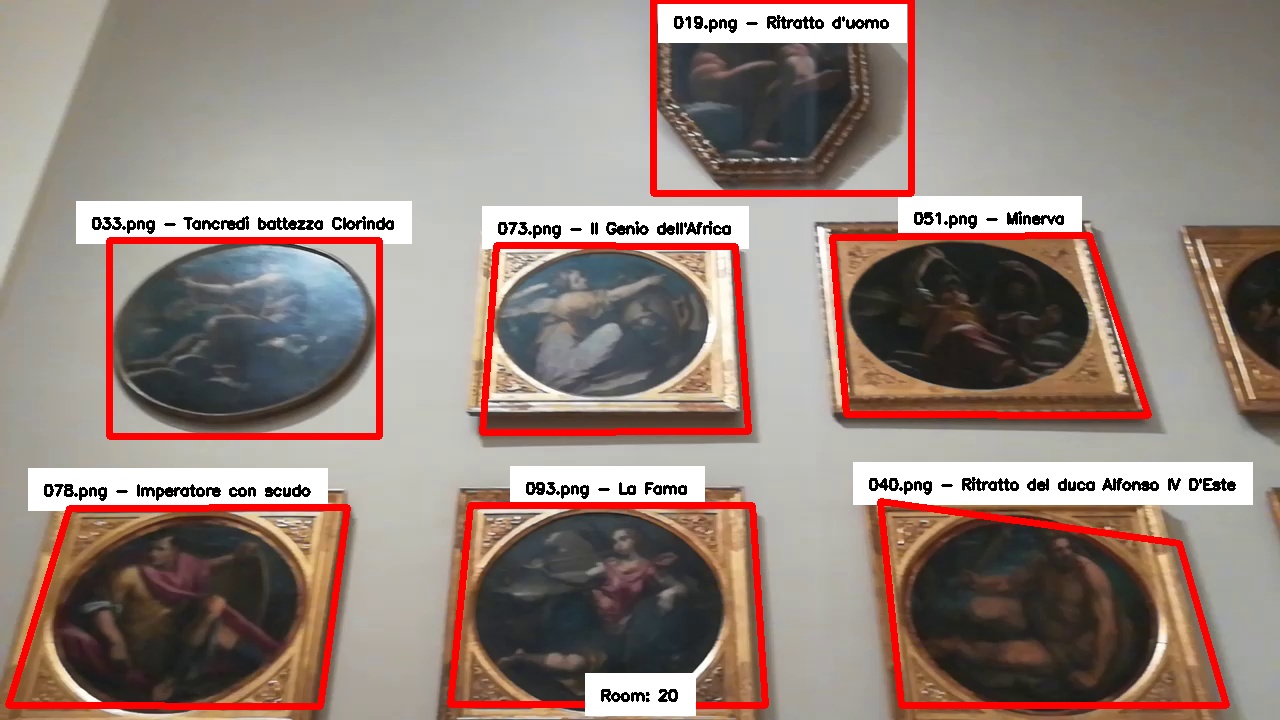 019.png - Ritratto d'uomo
033.png - Tancredi battezza Clorinda
073.png - Il Genio dell'Africa
051.png - Minerva
078.png - Imperatore con scudo
093.png - La Fama
040.png - Ritratto del duca Alfonso IV D'Este
Room: 20